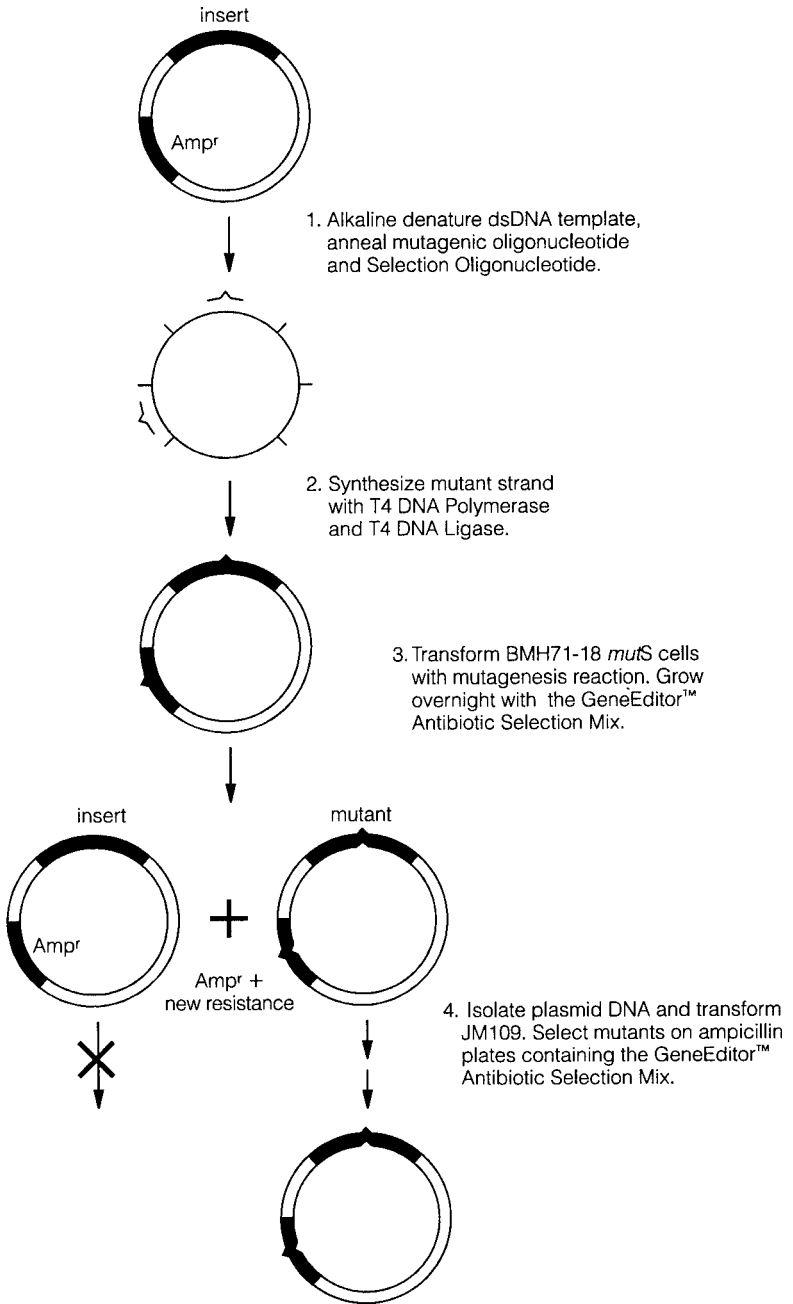 insert
Ampr
1. Alkaline denature dsDNA template,
anneal mutagenic oligonucleotide
and Selection Oligonucleotide.
2. Synthesize mutant strand
with T4 DNA Polymerase
and T4 DNA Ligase.
3. Transform BMH71-18 mutS cells
with mutagenesis reaction. Grow
overnight with the GeneEditor™
Antibiotic Selection Mix.
insert
mutant
Ampr
+
Ampr +
new resistance
4. Isolate plasmid DNA and transform
JM109. Select mutants on ampicillin
plates containing the GeneEditor™
Antibiotic Selection Mix.